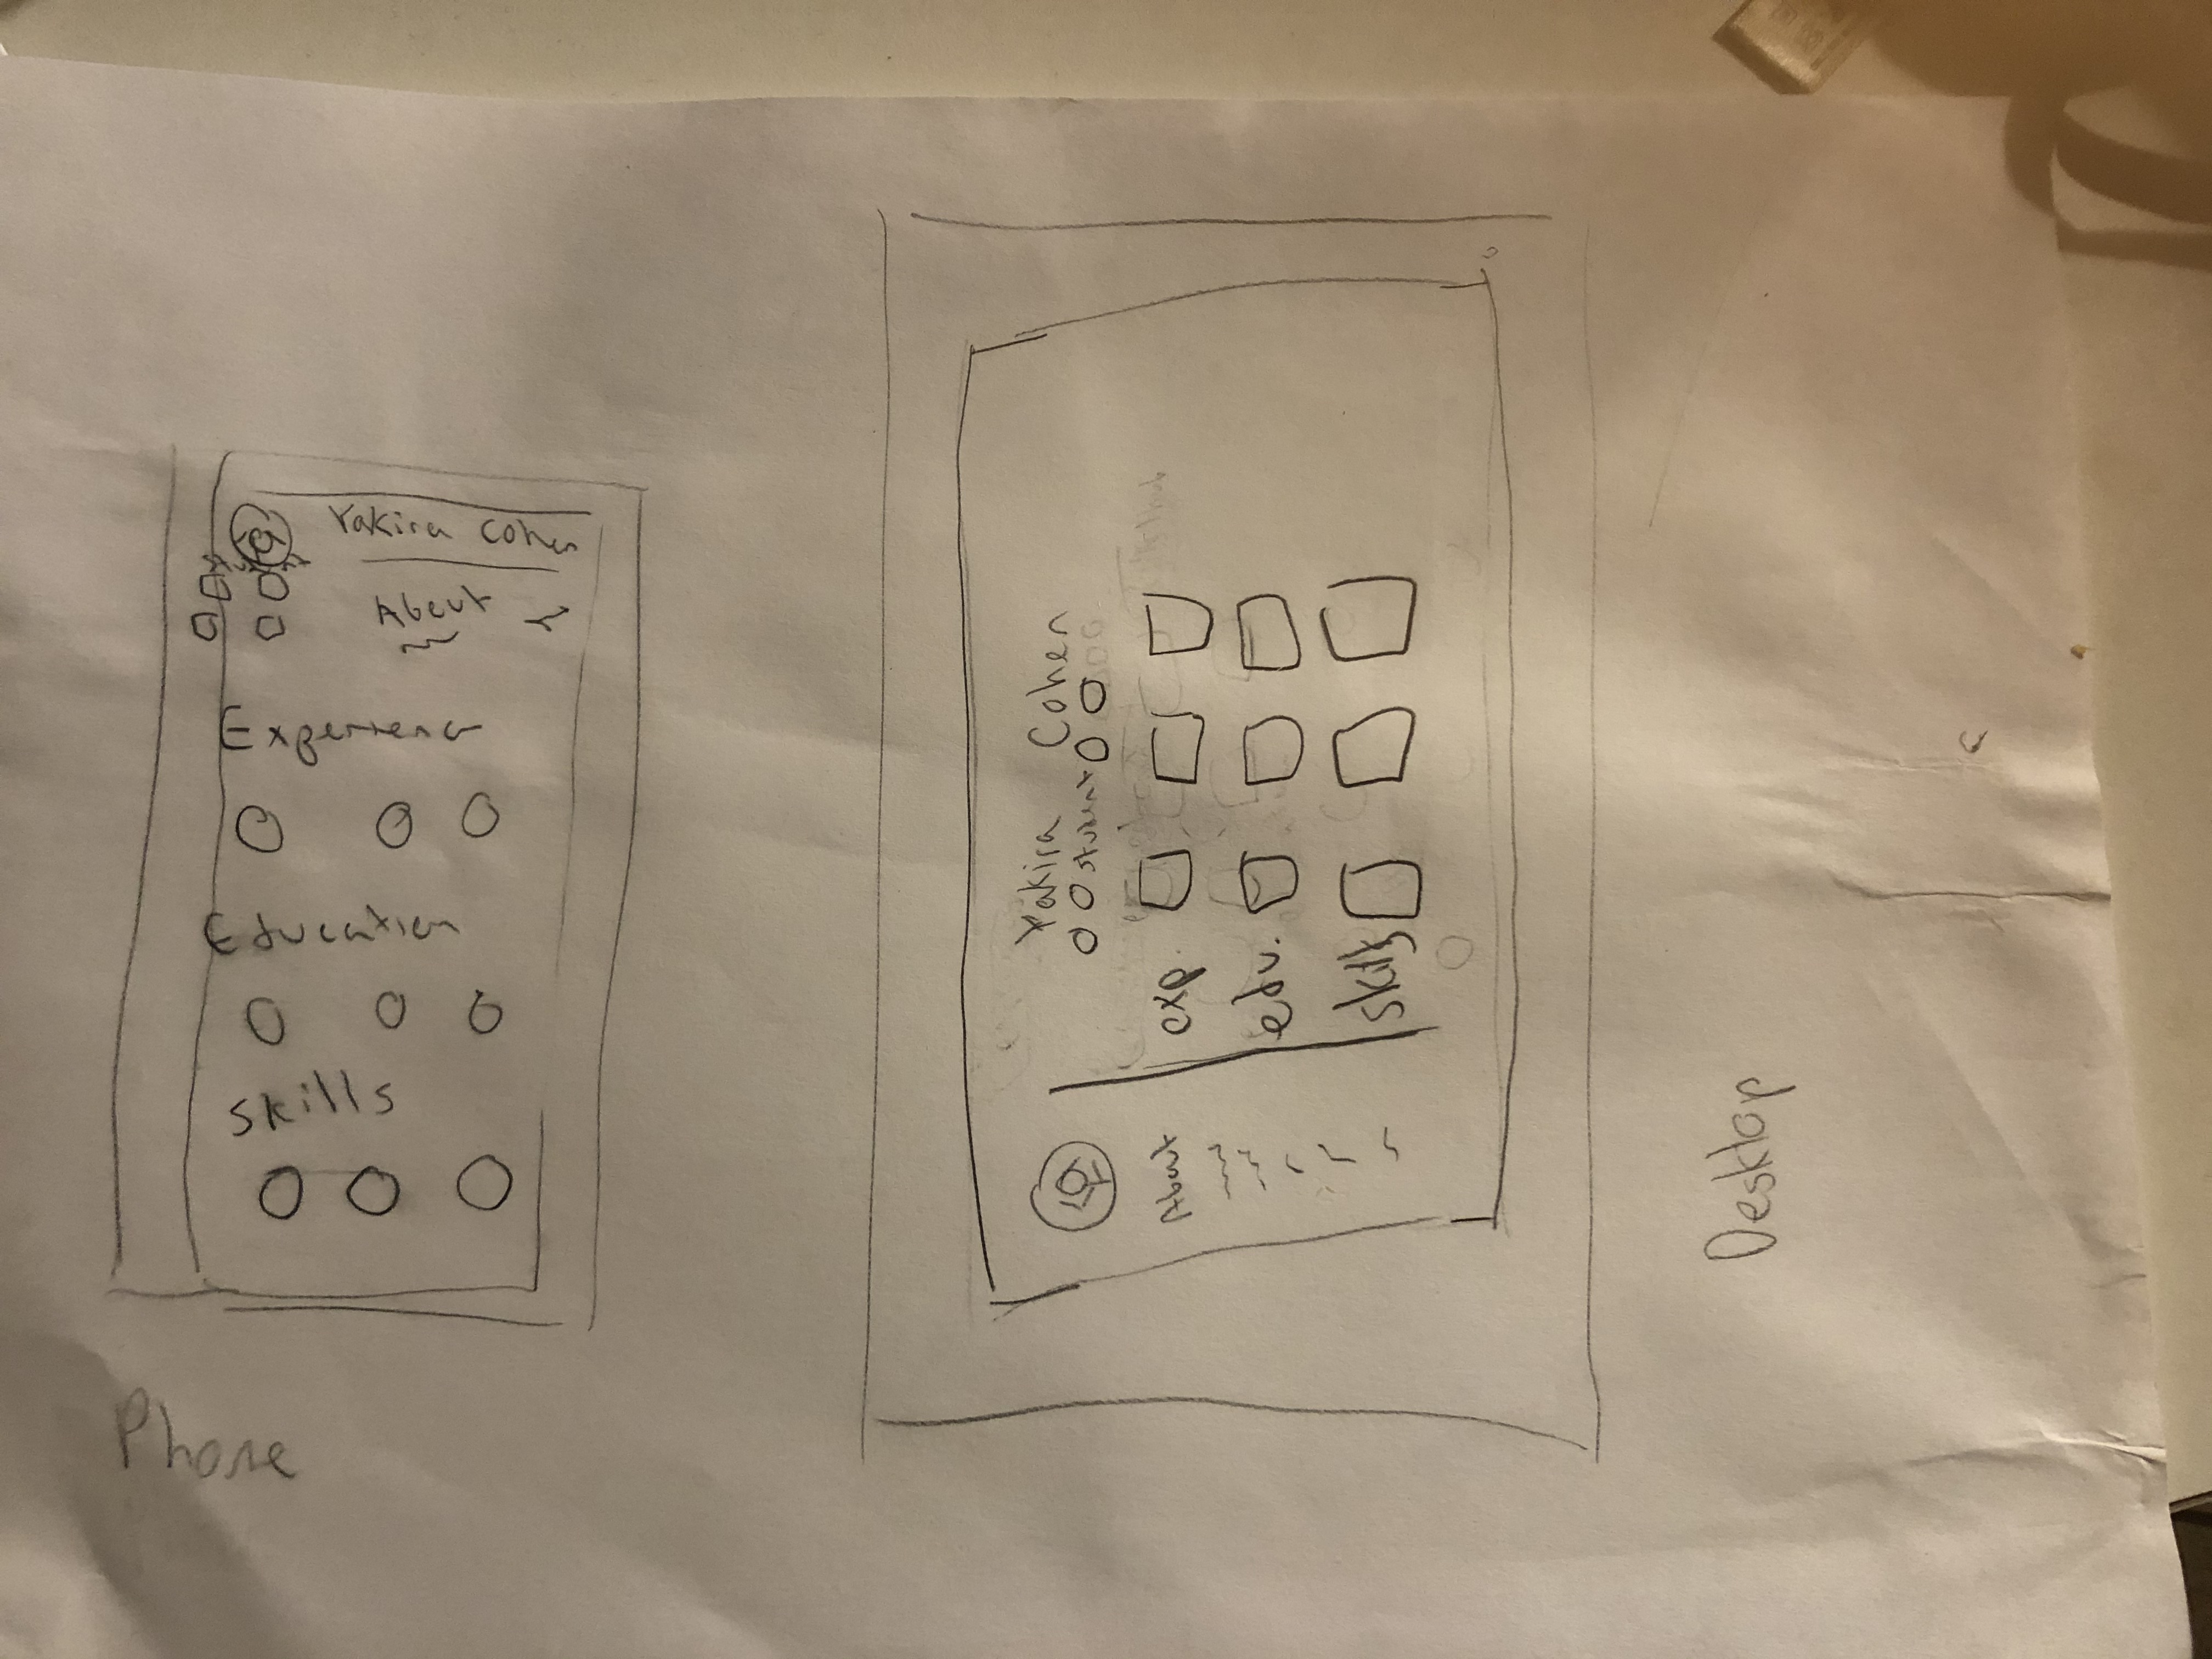 Phone
Yakira Cohen
About
Experience
Education
Skills
Yakira Cohen
student
About
exp.
edu.
skills
Desktop